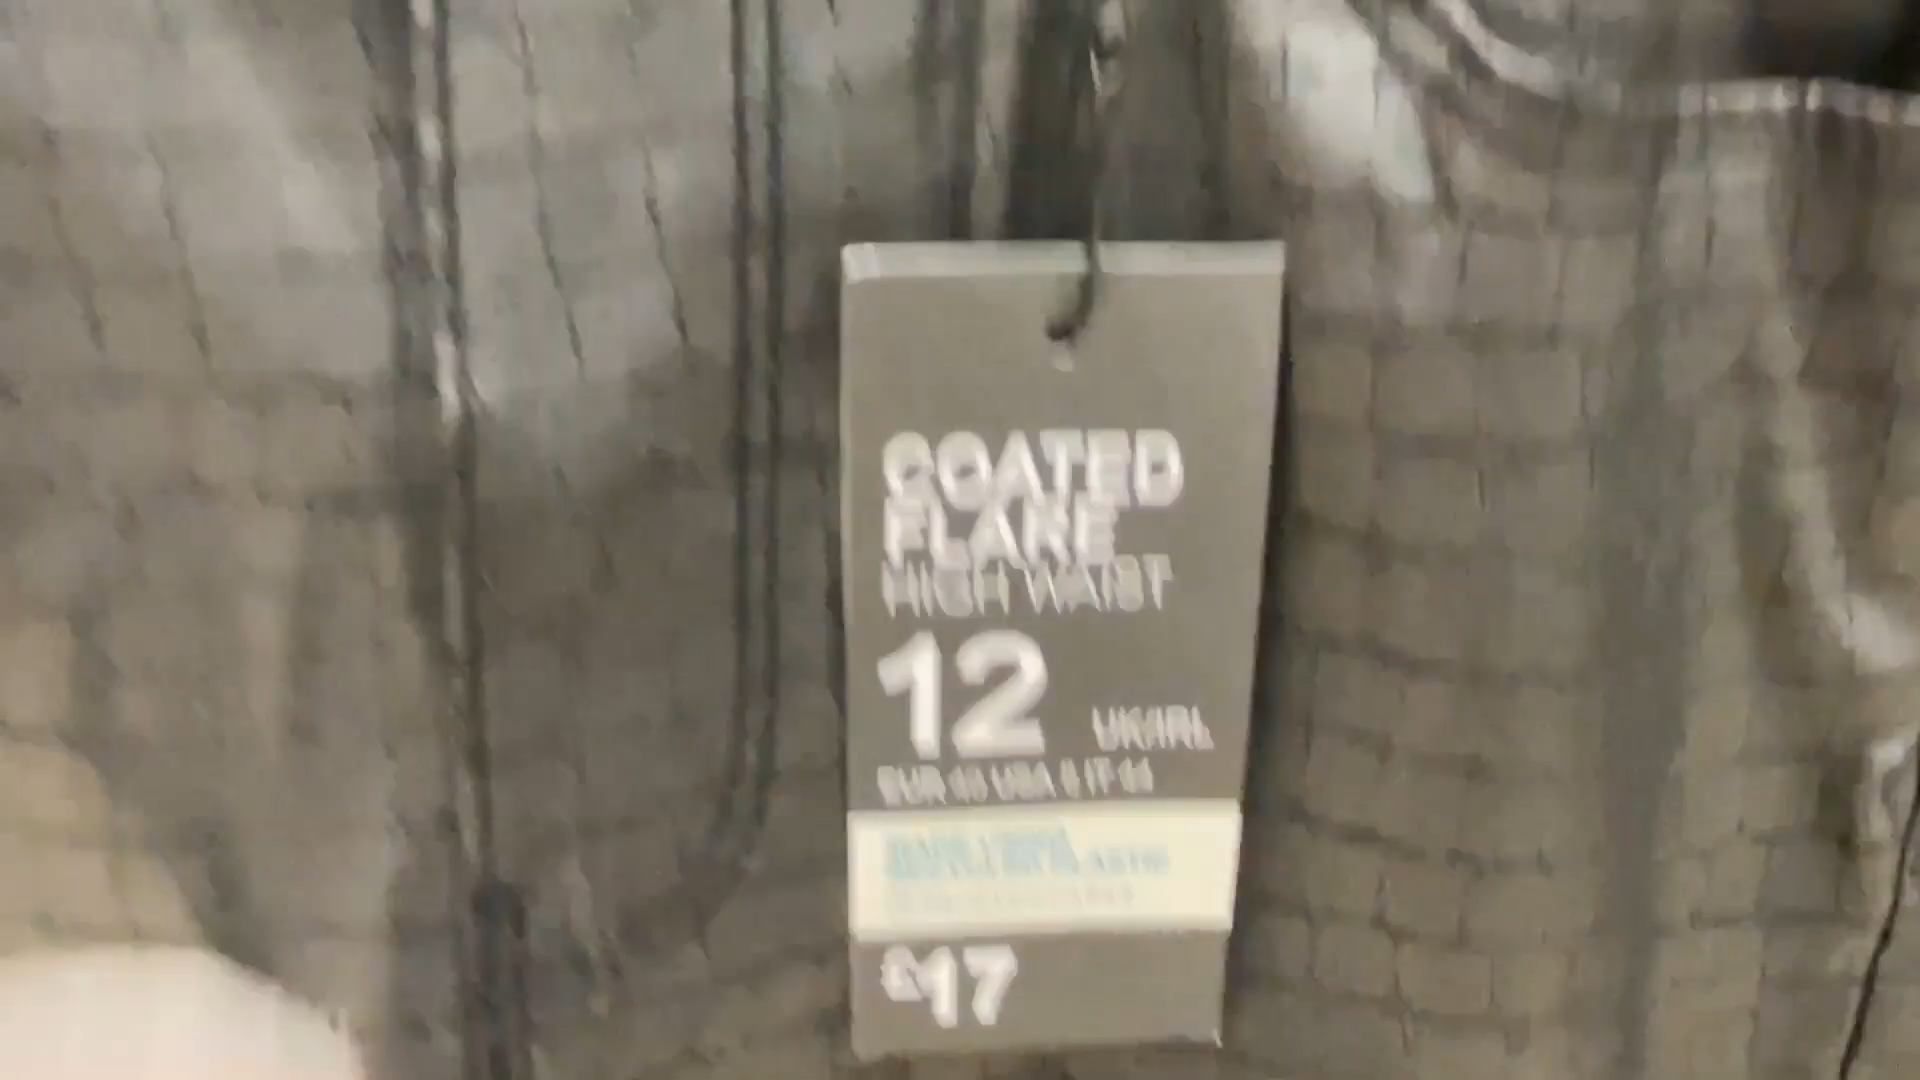 COATED
FLARE
HIGH WAIST
12 UK/IRL
EUR 40 USA 8 IT 44
£17